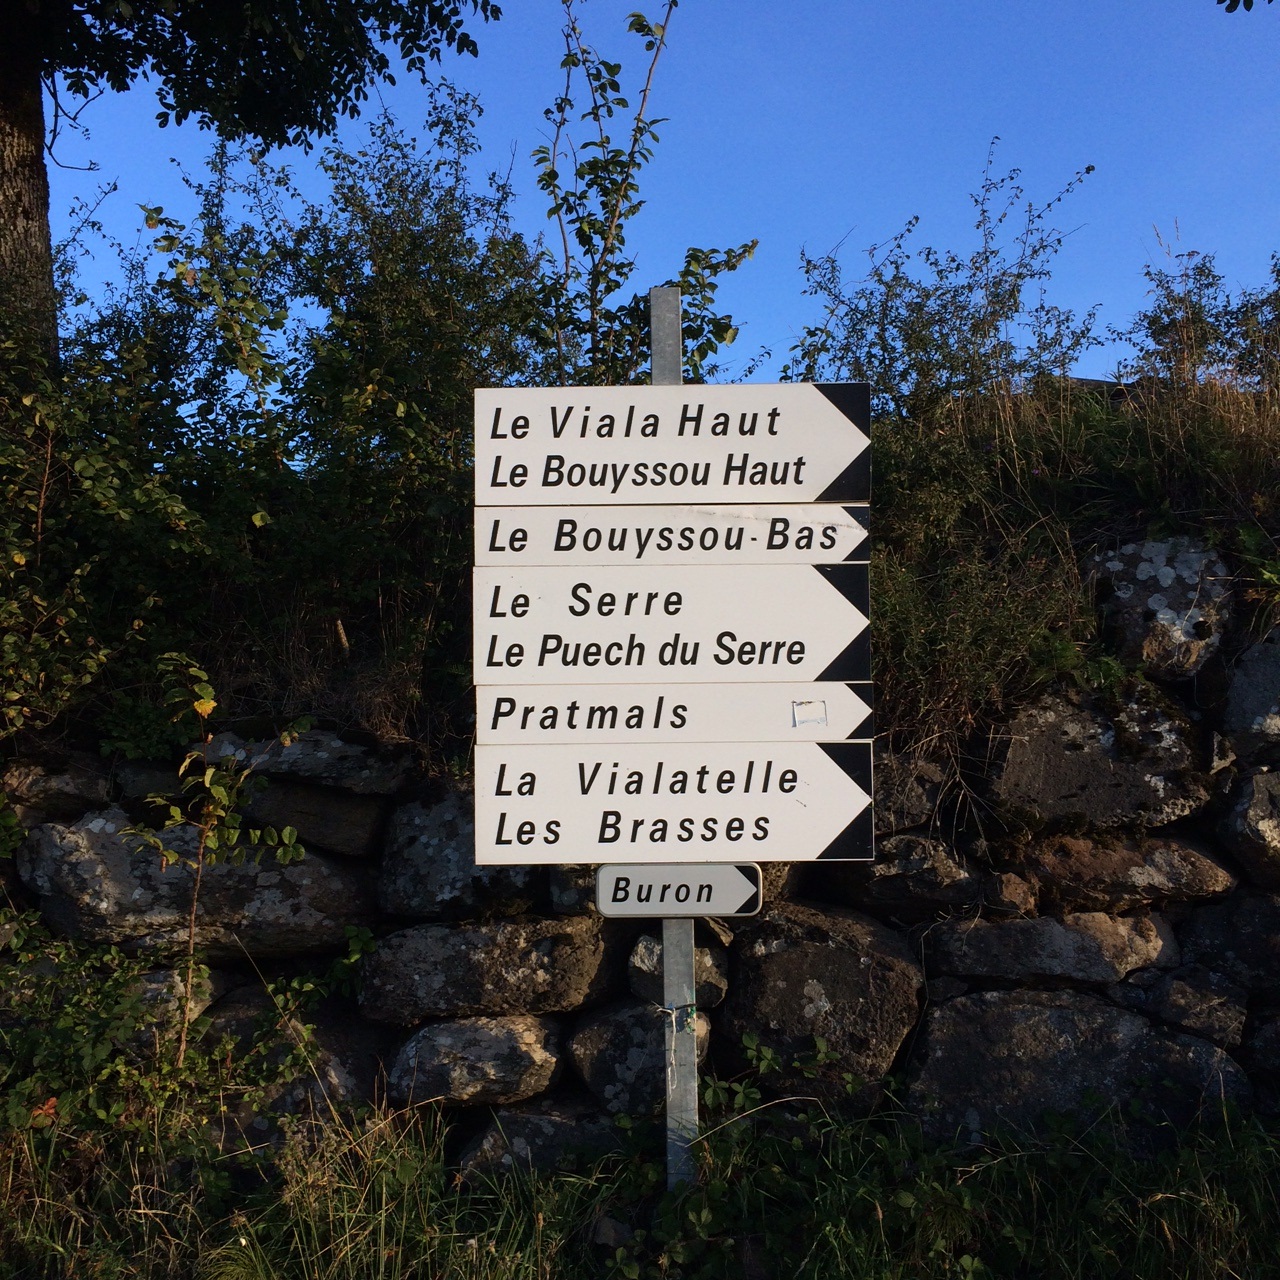 Le Viala Haut
Le Bouyssou Haut
Le Bouyssou-Bas
Le Serre
Le Puech du Serre
Pratmals
La Vialatelle
Les Brasses
Buron